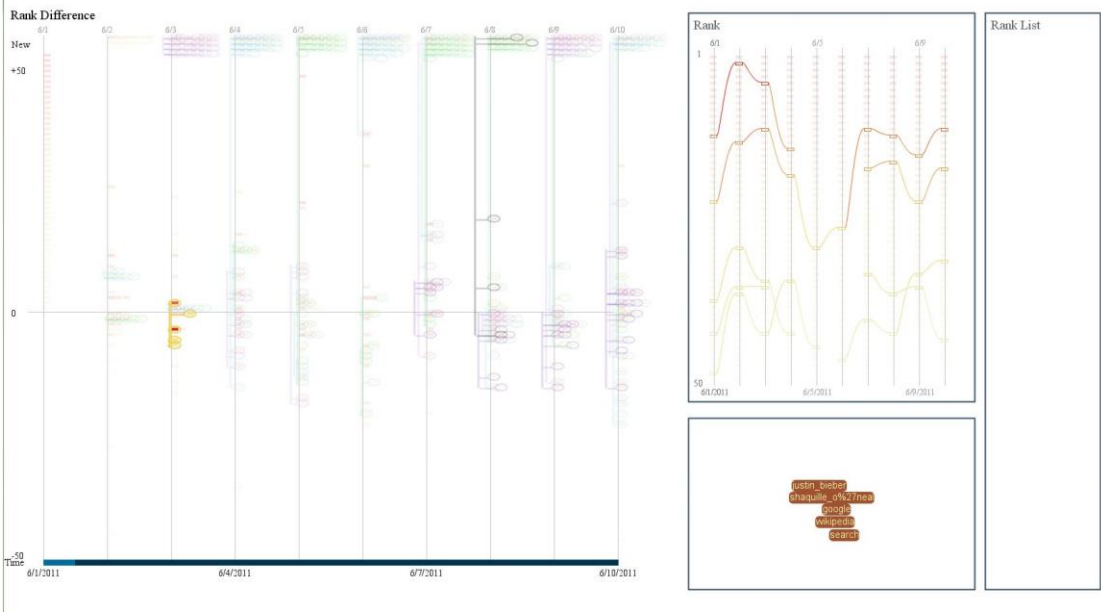 Rank Difference
6/1
6/2
6/3
6/4
6/5
6/6
6/7
6/8
6/9
6/10
New
+50
0
-50
Time
6/1/2011
6/4/2011
6/7/2011
6/10/2011
Rank
6/1
6/5
6/9
1
50
6/1/2011
6/5/2011
6/9/2011
justin_bieber
shaquille_o%27neal
google
wikipedia
search
Rank List